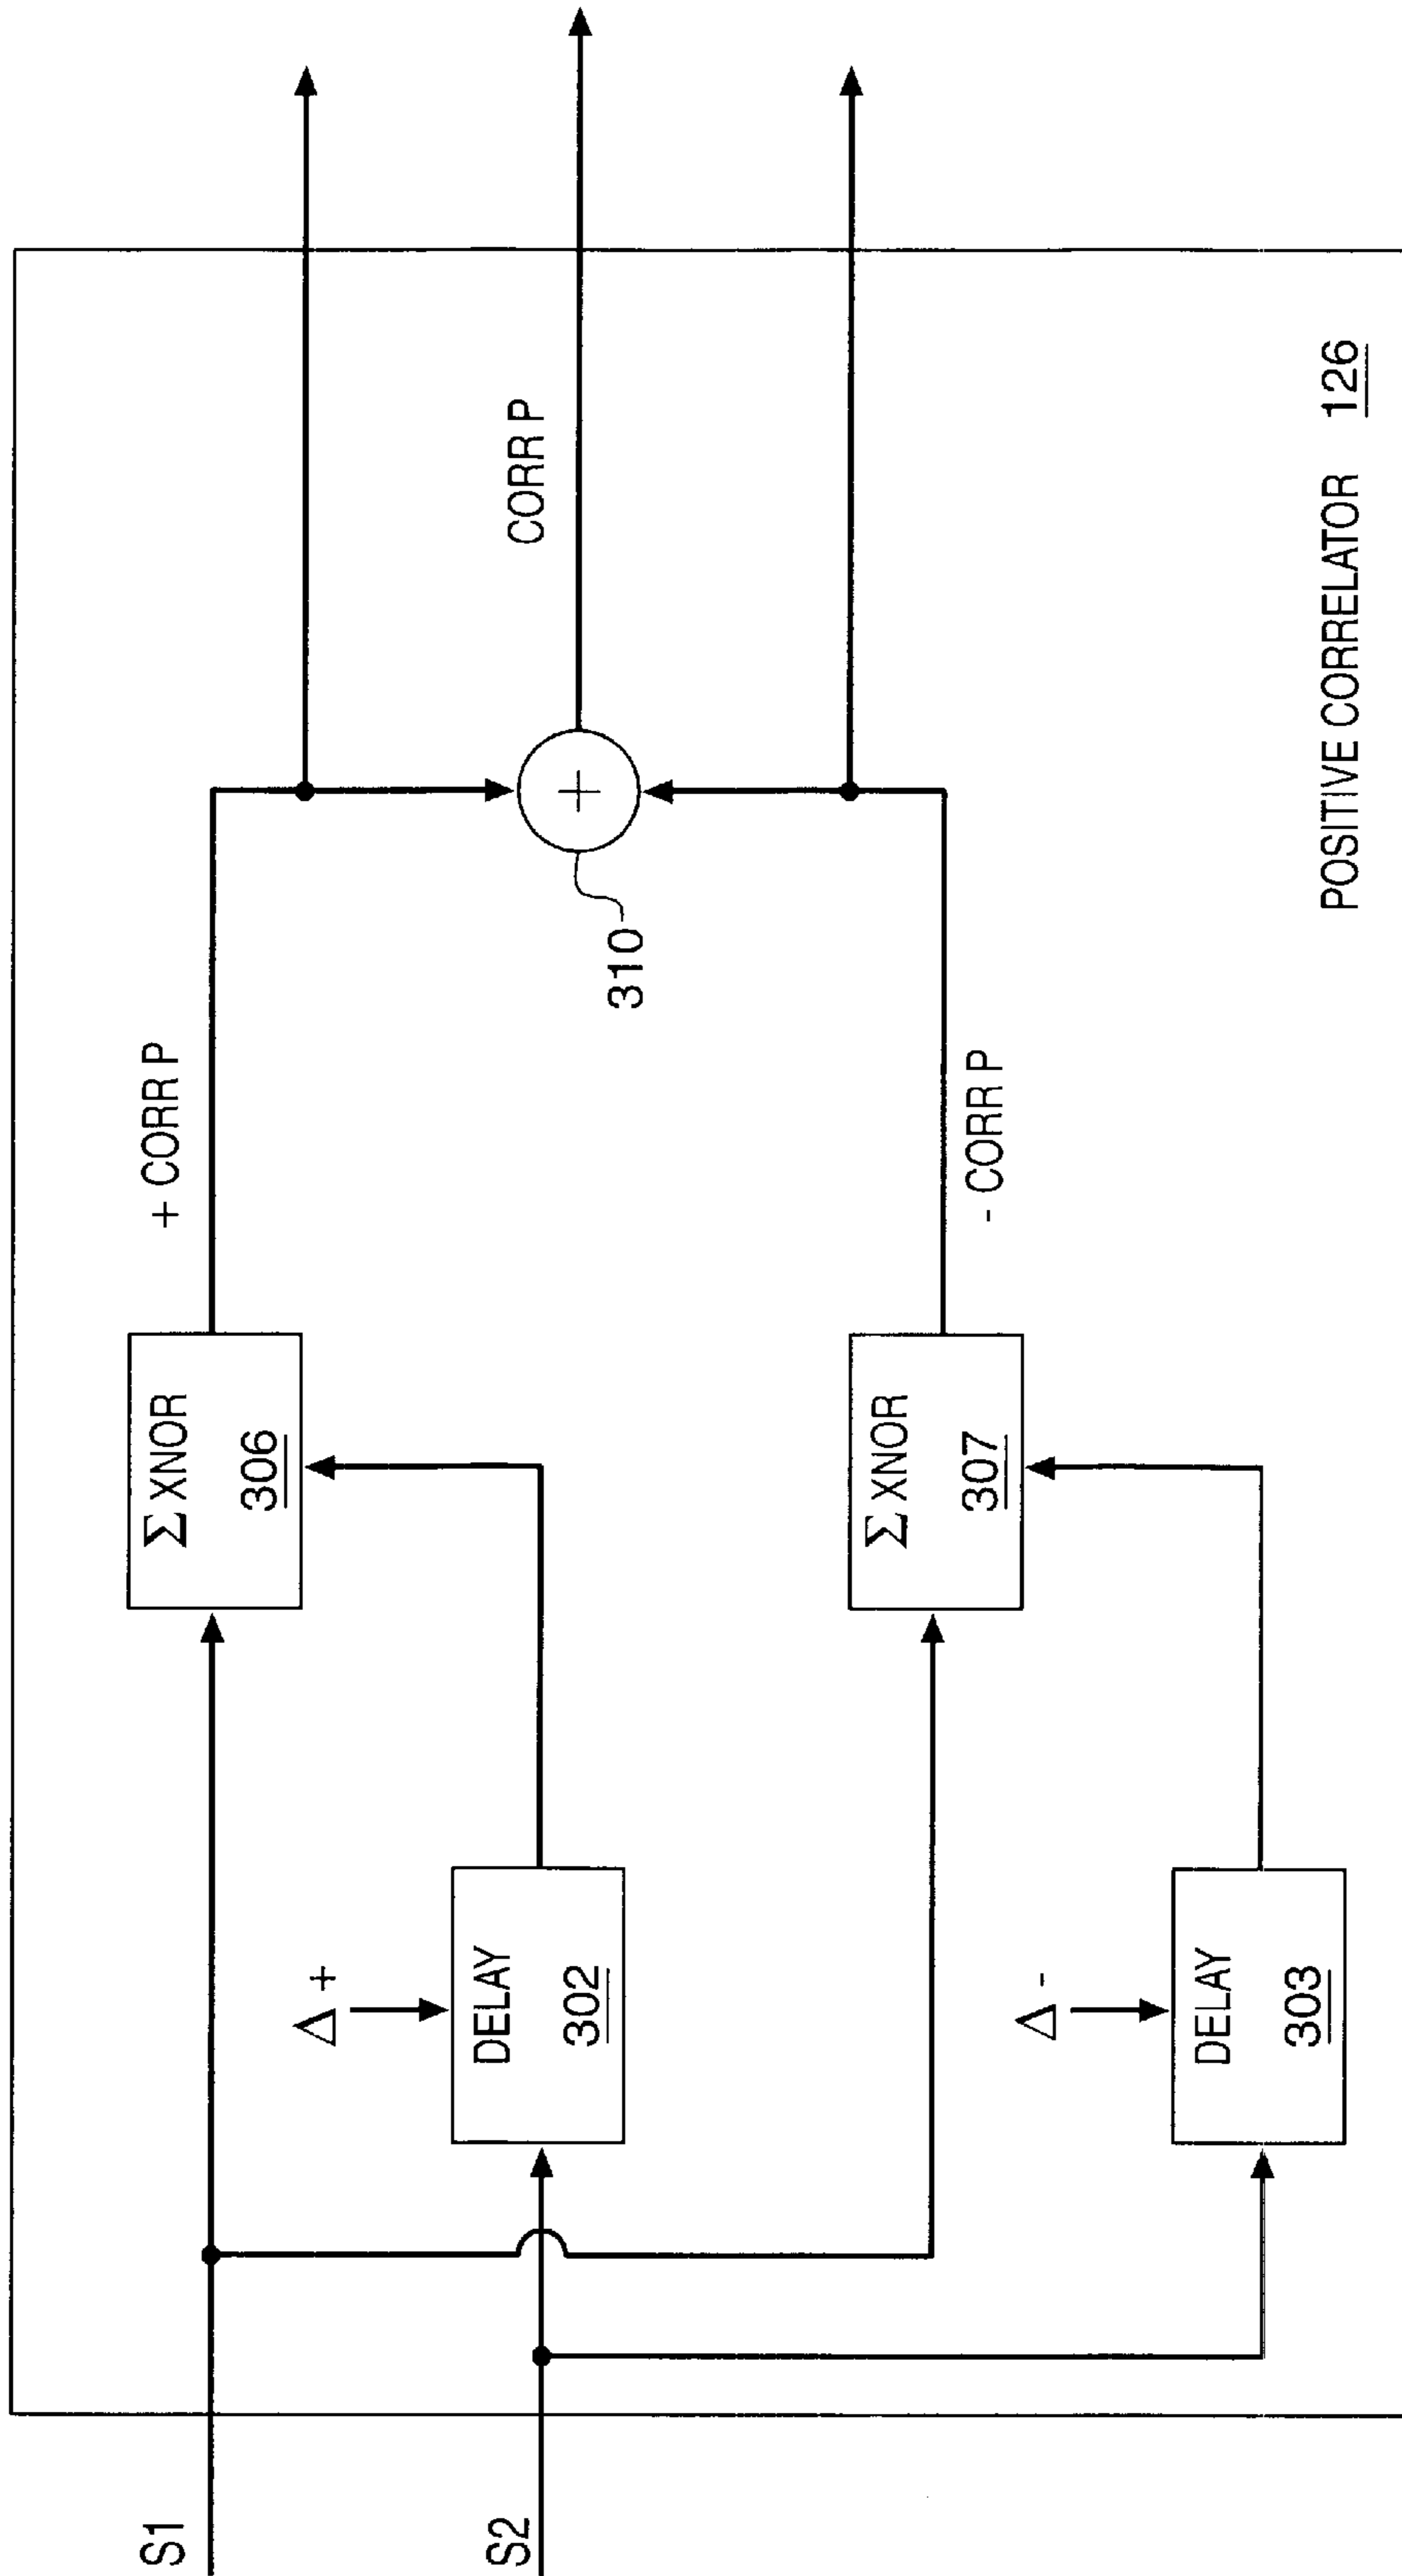 S1
S2
Δ +
DELAY
302
Σ XNOR
306
+ CORR P
Δ -
DELAY
303
Σ XNOR
307
- CORR P
310
+
CORR P
POSITIVE CORRELATOR 126